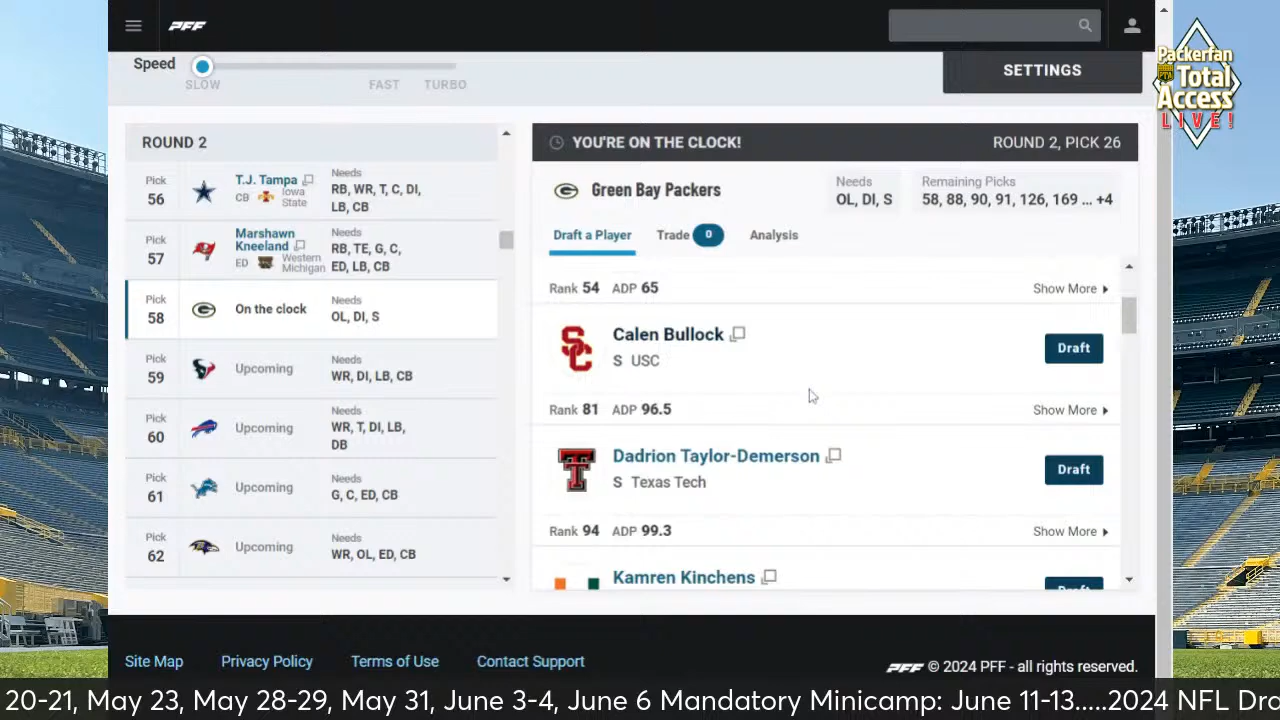 PFF
Packerfan
PTA
Total
Access
LIVE!
Speed
SLOW
FAST
TURBO
SETTINGS
ROUND 2
Pick
56
T.J. Tampa
CB
Iowa
State
Needs
RB, WR, T, C, DI,
LB, CB
Pick
57
Marshawn
Kneeland
ED
Western
Michigan
Needs
RB, TE, G, C,
ED, LB, CB
Pick
58
On the clock
Needs
OL, DI, S
Pick
59
Upcoming
Needs
WR, DI, LB, CB
Pick
60
Upcoming
Needs
WR, T, DI, LB,
DB
Pick
61
Upcoming
Needs
G, C, ED, CB
Pick
62
Upcoming
Needs
WR, OL, ED, CB
YOU'RE ON THE CLOCK!
ROUND 2, PICK 26
Green Bay Packers
Needs
OL, DI, S
Remaining Picks
58, 88, 90, 91, 126, 169 ... +4
Draft a Player
Trade 0
Analysis
Rank 54 ADP 65
Show More
Calen Bullock
S USC
Draft
Rank 81 ADP 96.5
Show More
Dadrion Taylor-Demerson
S Texas Tech
Draft
Rank 94 ADP 99.3
Show More
Kamren Kinchens
Draft
Site Map
Privacy Policy
Terms of Use
Contact Support
PFF © 2024 PFF - all rights reserved.
20-21, May 23, May 28-29, May 31, June 3-4, June 6 Mandatory Minicamp: June 11-13.....2024 NFL Dra